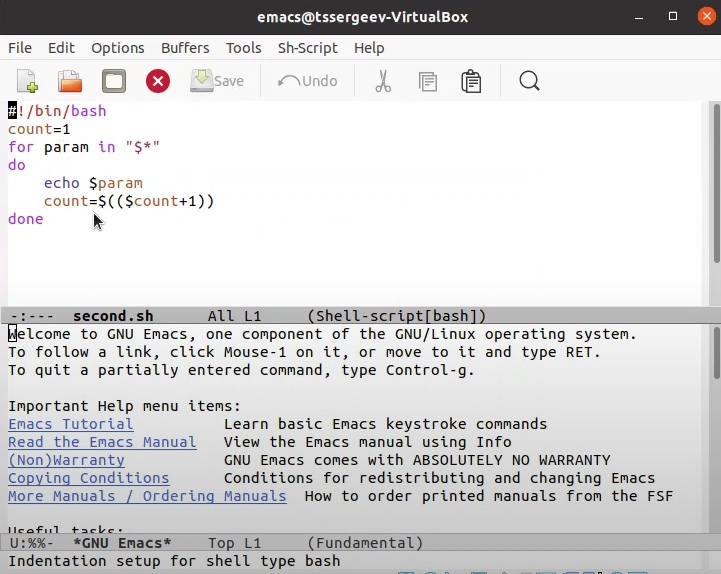 emacs@tssergeev-VirtualBox
File Edit Options Buffers Tools Sh-Script Help
Save Undo
#!/bin/bash
count=1
for param in "$*"
do
    echo $param
    count=$(($count+1))
done
-:--- second.sh All L1 (Shell-script[bash])
Welcome to GNU Emacs, one component of the GNU/Linux operating system.
To follow a link, click Mouse-1 on it, or move to it and type RET.
To quit a partially entered command, type Control-g.
Important Help menu items:
Emacs Tutorial Learn basic Emacs keystroke commands
Read the Emacs Manual View the Emacs manual using Info
(Non)Warranty GNU Emacs comes with ABSOLUTELY NO WARRANTY
Copying Conditions Conditions for redistributing and changing Emacs
More Manuals / Ordering Manuals How to order printed manuals from the FSF
Useful tasks:
U:%%- *GNU Emacs* Top L1 (Fundamental)
Indentation setup for shell type bash